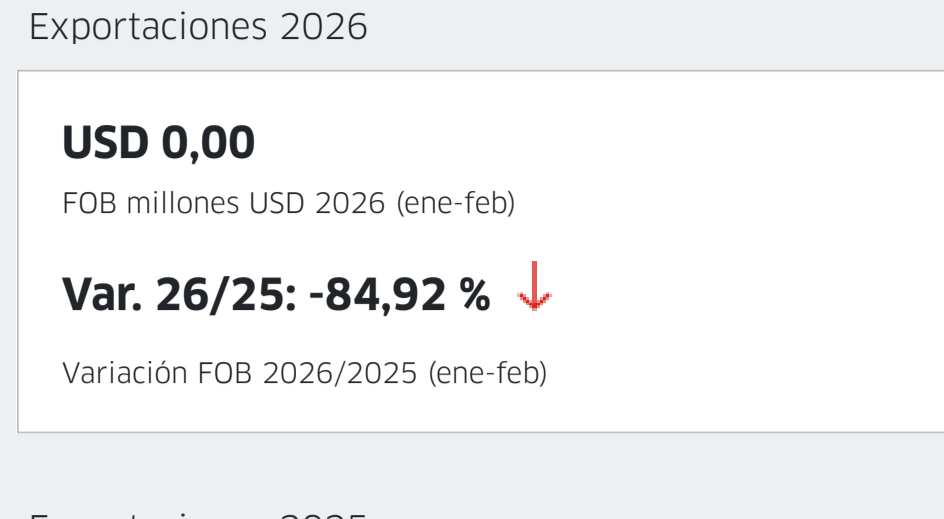 Exportaciones 2026
USD 0,00
FOB millones USD 2026 (ene-feb)
Var. 26/25: -84,92 %
Variación FOB 2026/2025 (ene-feb)